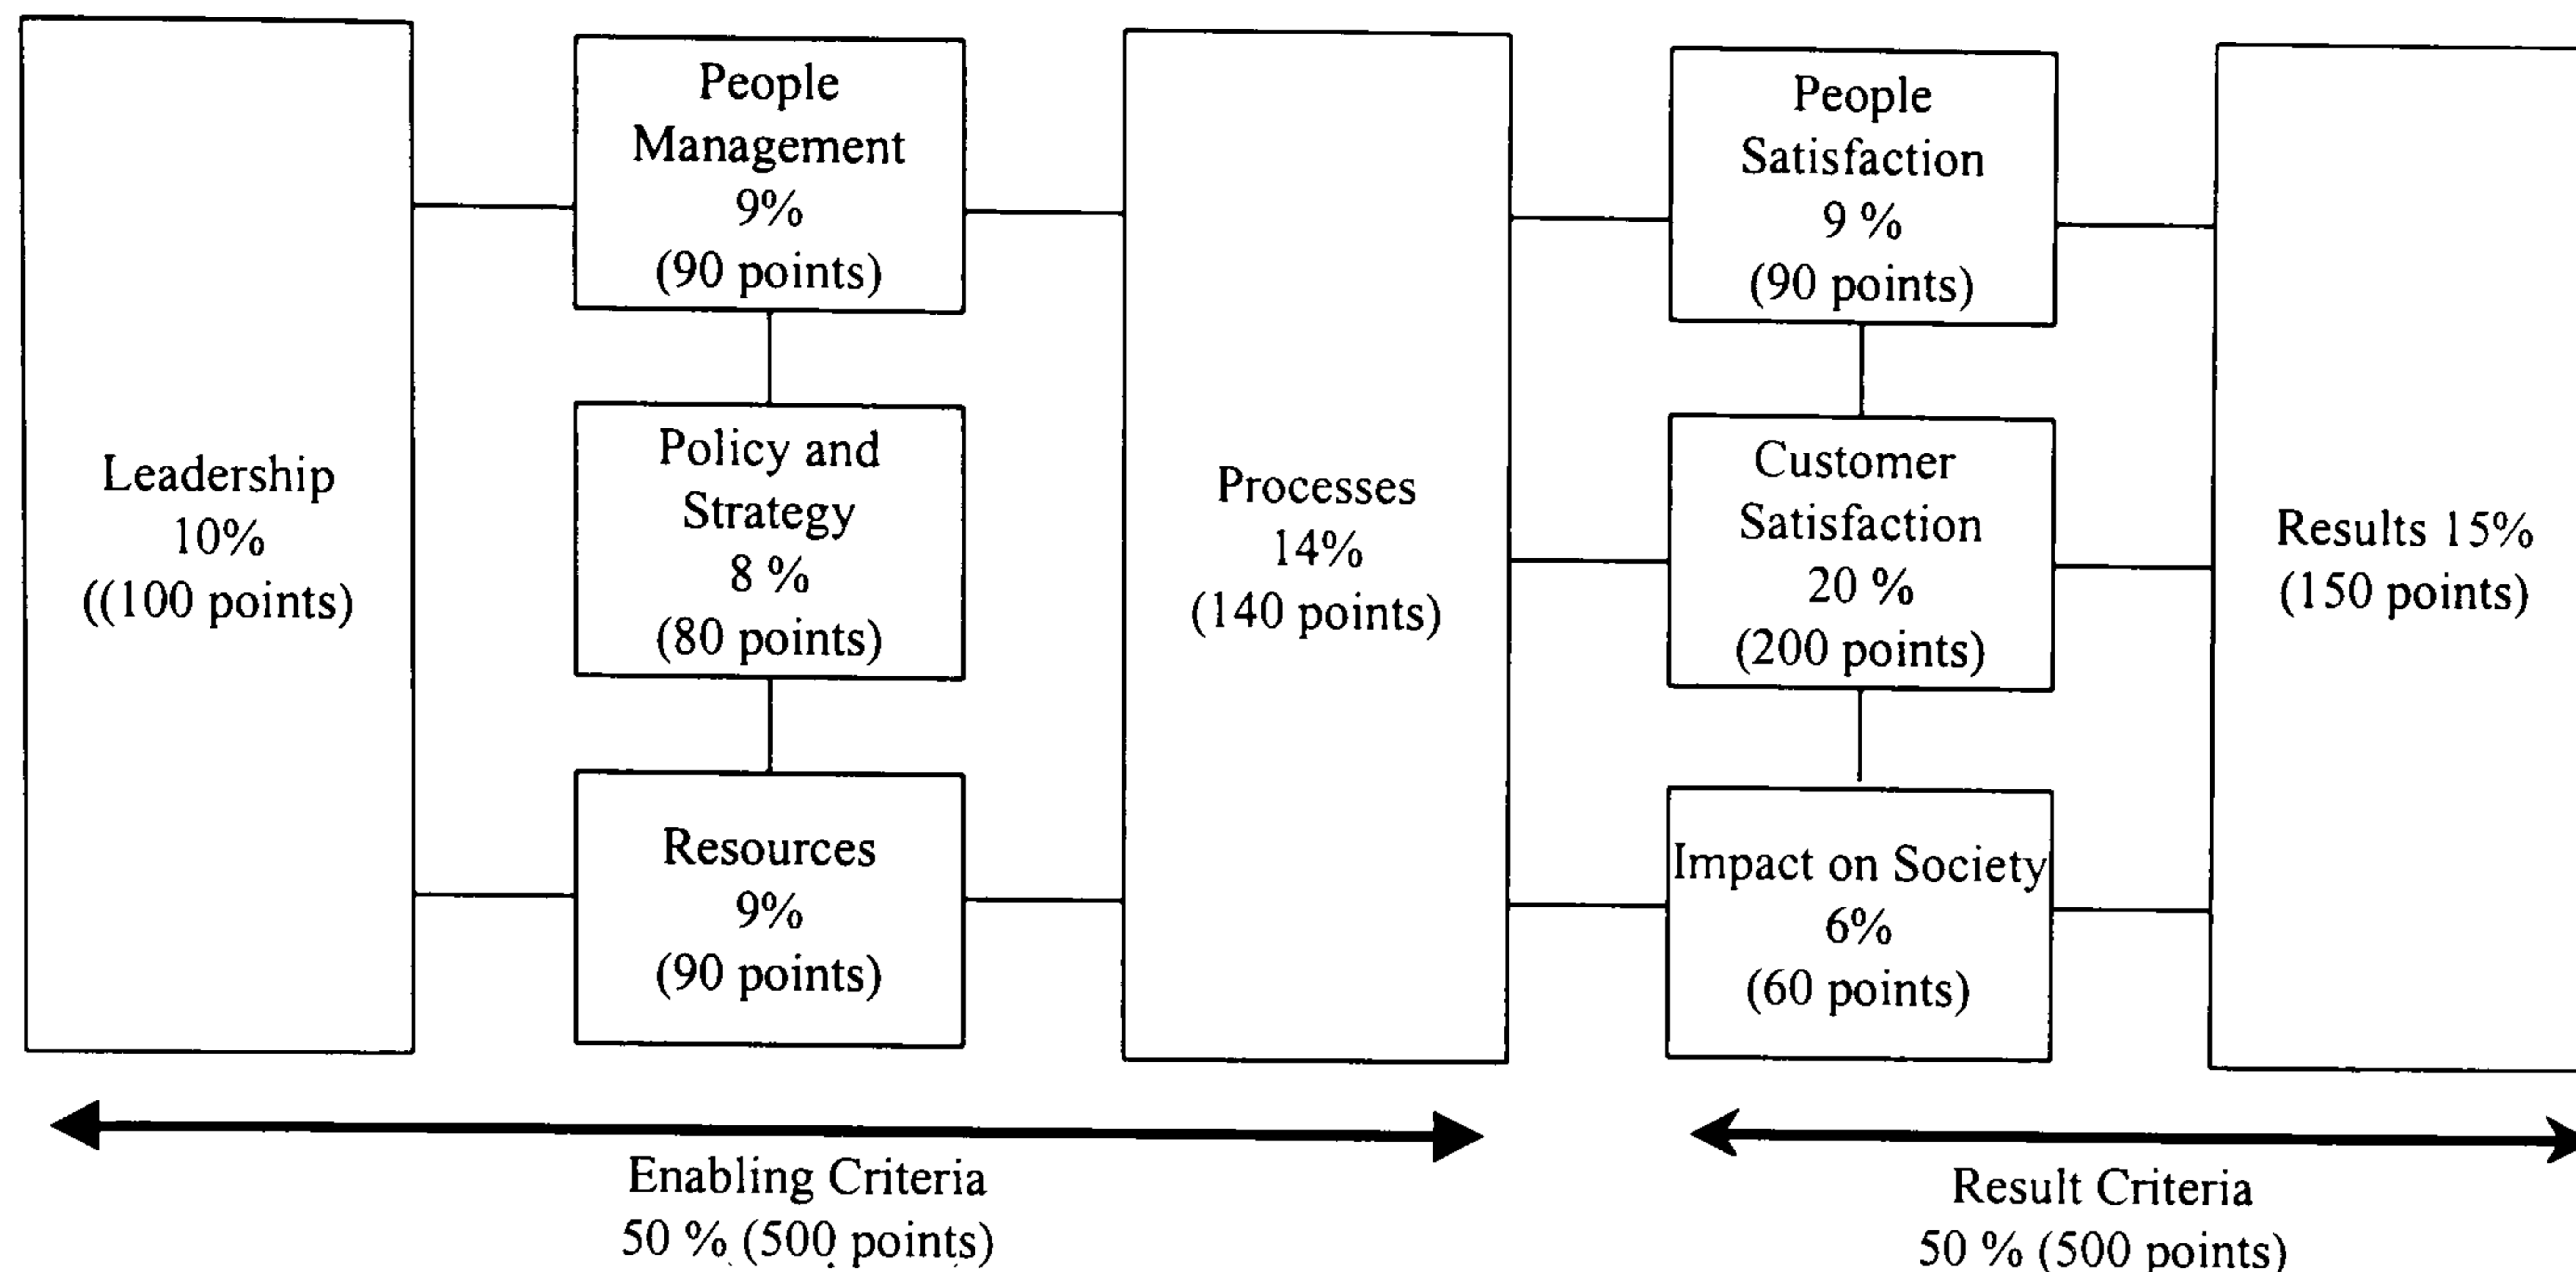 Leadership
10%
((100 points)
People
Management
9%
(90 points)
Policy and
Strategy
8 %
(80 points)
Resources
9%
(90 points)
Processes
14%
(140 points)
People
Satisfaction
9 %
(90 points)
Customer
Satisfaction
20 %
(200 points)
Impact on Society
6%
(60 points)
Results 15%
(150 points)
Enabling Criteria
50 % (500 points)
Result Criteria
50 % (500 points)